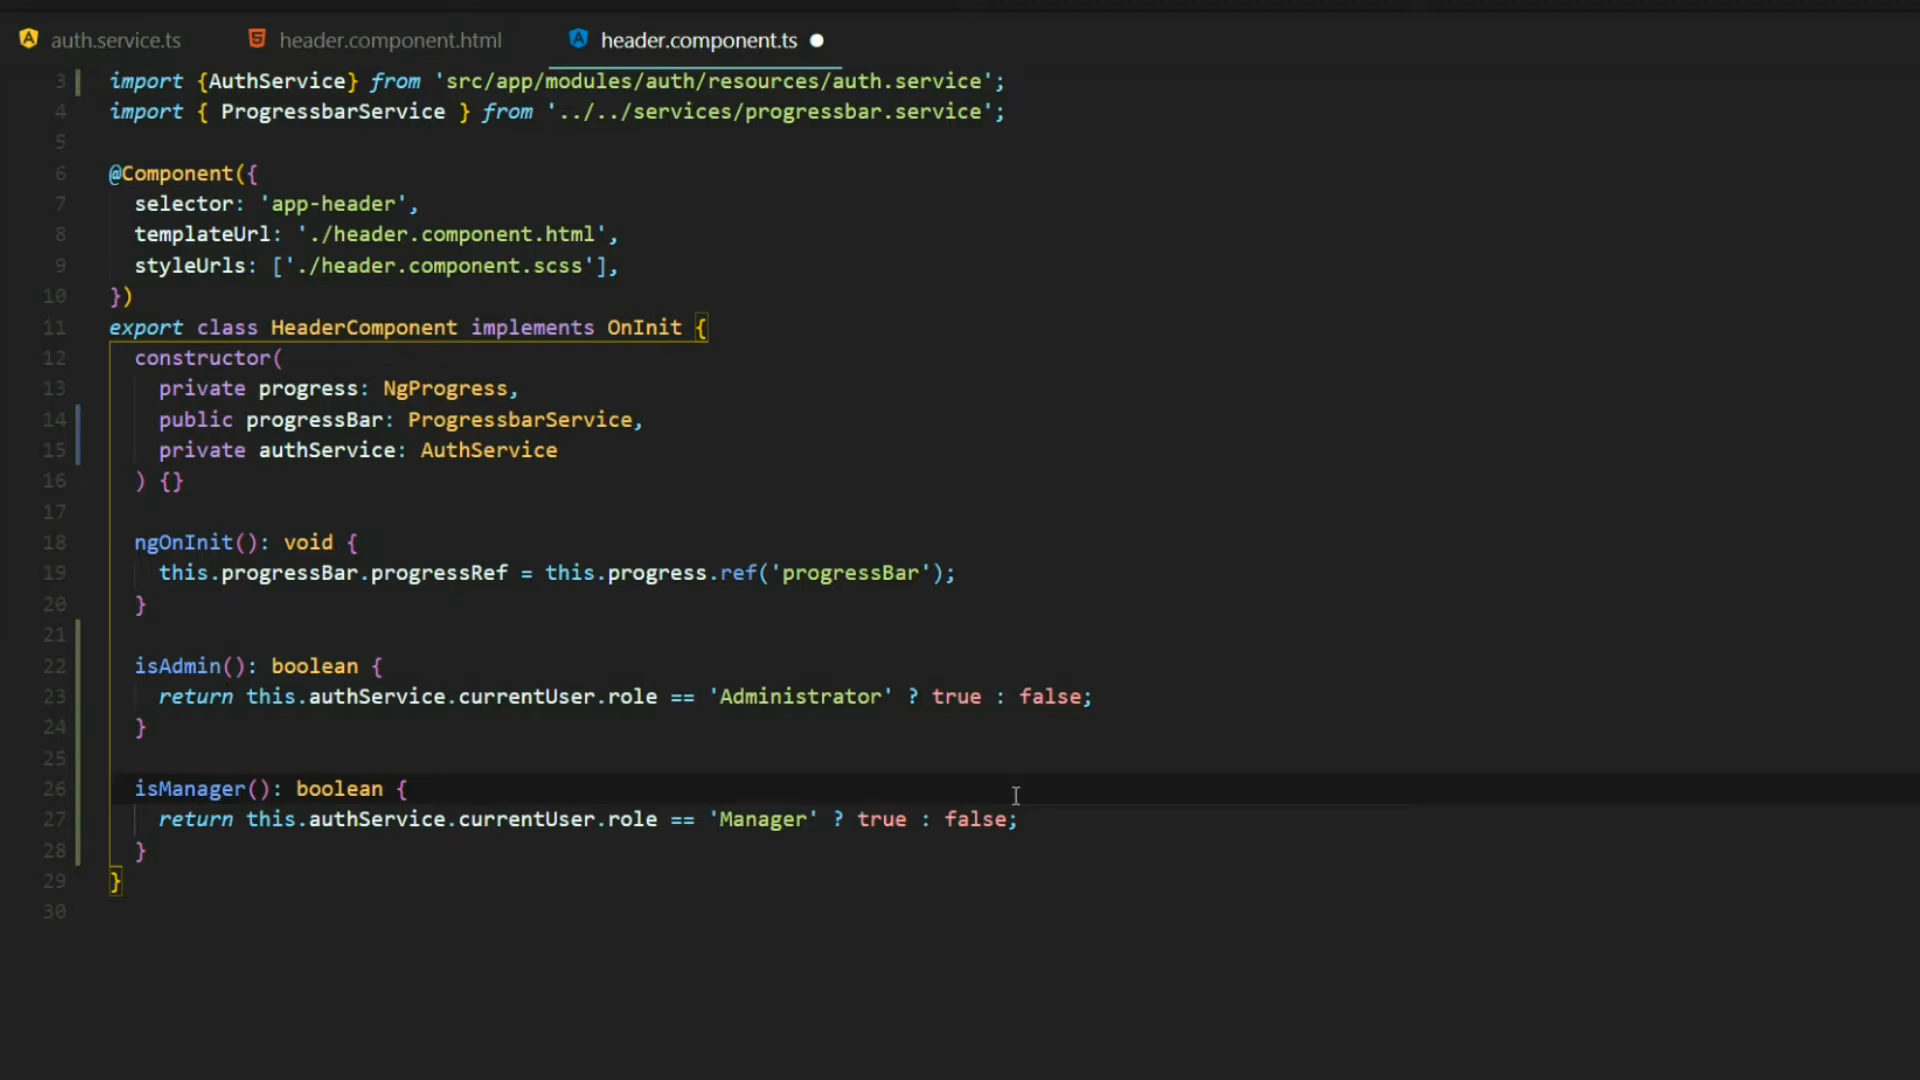 auth.service.ts header.component.html header.component.ts
3 import {AuthService} from 'src/app/modules/auth/resources/auth.service';
4 import { ProgressbarService } from '../../services/progressbar.service';
5
6 @Component({
7 selector: 'app-header',
8 templateUrl: './header.component.html',
9 styleUrls: ['./header.component.scss'],
10 })
11 export class HeaderComponent implements OnInit {
12 constructor(
13 private progress: NgProgress,
14 public progressBar: ProgressbarService,
15 private authService: AuthService
16 ) {}
17
18 ngOnInit(): void {
19 this.progressBar.progressRef = this.progress.ref('progressBar');
20 }
21
22 isAdmin(): boolean {
23 return this.authService.currentUser.role == 'Administrator' ? true : false;
24 }
25
26 isManager(): boolean {
27 return this.authService.currentUser.role == 'Manager' ? true : false;
28 }
29 }
30